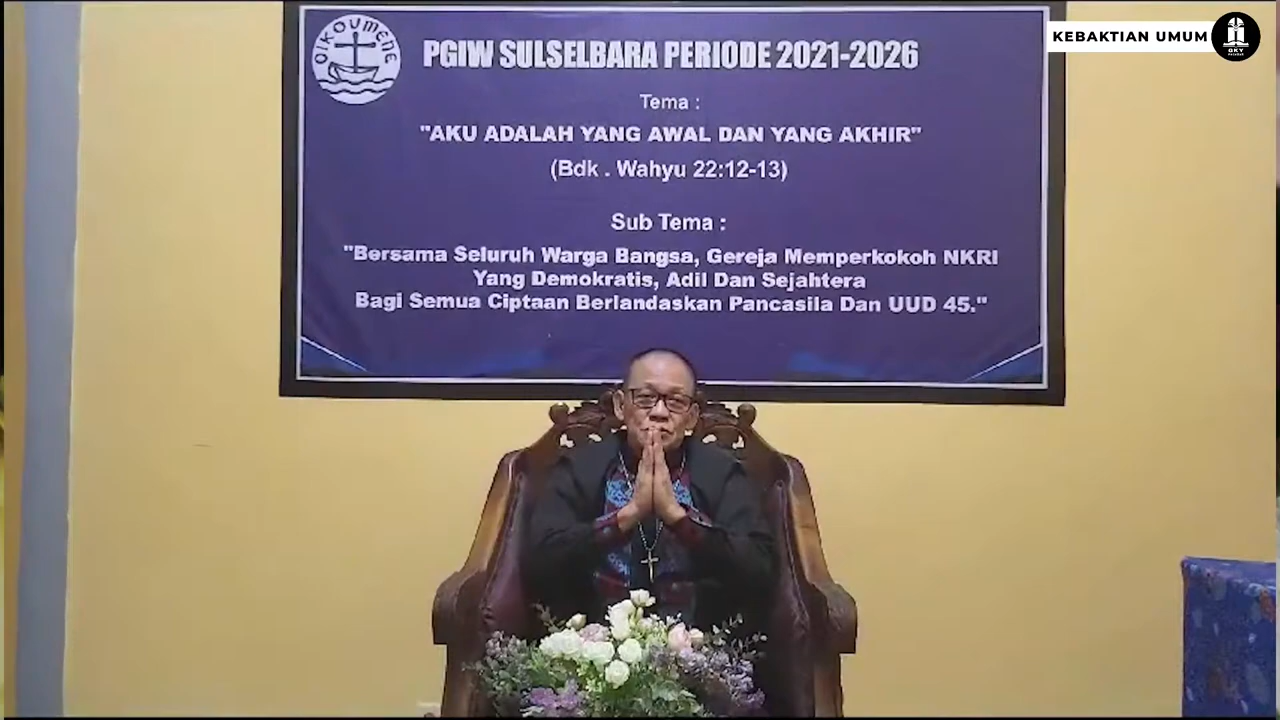 OIKOUMENE
PGIW SULSELBARA PERIODE 2021-2026
Tema :
"AKU ADALAH YANG AWAL DAN YANG AKHIR"
(Bdk . Wahyu 22:12-13)
Sub Tema :
"Bersama Seluruh Warga Bangsa, Gereja Memperkokoh NKRI
Yang Demokratis, Adil Dan Sejahtera
Bagi Semua Ciptaan Berlandaskan Pancasila Dan UUD 45."
KEBAKTIAN UMUM
GKY